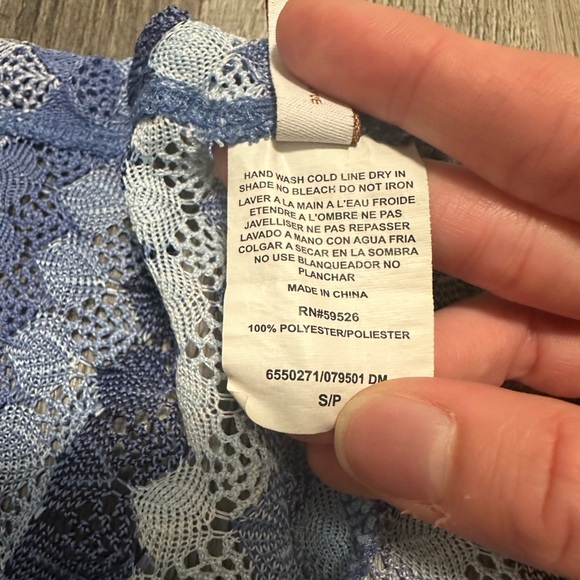 HAND WASH COLD LINE DRY IN
SHADE NO BLEACH DO NOT IRON
LAVER A LA MAIN A L'EAU FROIDE
ETENDRE A L'OMBRE NE PAS
JAVELLISER NE PAS REPASSER
LAVADO A MANO CON AGUA FRIA
COLGAR A SECAR EN LA SOMBRA
NO USE BLANQUEADOR NO
PLANCHAR
MADE IN CHINA
RN#59526
100% POLYESTER/POLIESTER
6550271/079501 DM
S/P